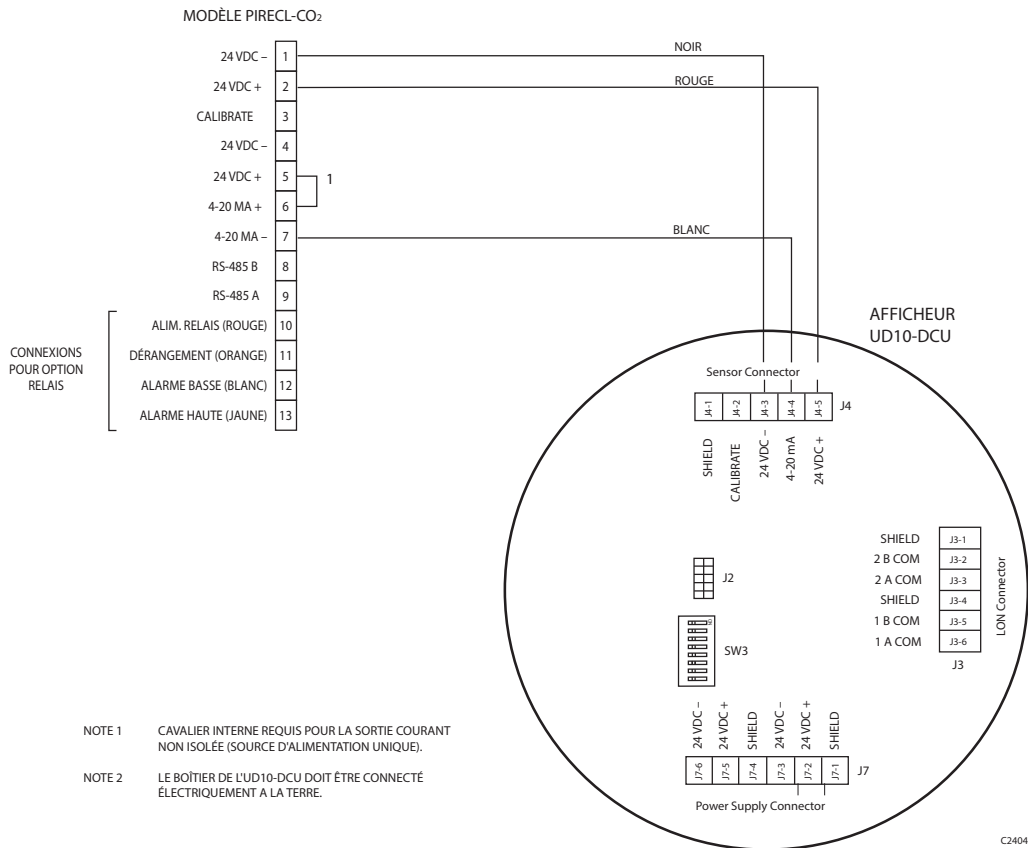 MODÈLE PIRECL-CO2
24 VDC – 1
24 VDC + 2
CALIBRATE 3
24 VDC – 4
24 VDC + 5
4-20 MA + 6
4-20 MA – 7
RS-485 B 8
RS-485 A 9
ALIM. RELAIS (ROUGE) 10
DÉRANGEMENT (ORANGE) 11
ALARME BASSE (BLANC) 12
ALARME HAUTE (JAUNE) 13
1
CONNEXIONS
POUR OPTION
RELAIS
NOIR
ROUGE
BLANC
AFFICHEUR
UD10-DCU
Sensor Connector
J4-1 J4-2 J4-3 J4-4 J4-5 J4
SHIELD
CALIBRATE
24 VDC –
4-20 mA
24 VDC +
SHIELD J3-1
2 B COM J3-2
2 A COM J3-3
SHIELD J3-4
1 B COM J3-5
1 A COM J3-6
J3
LON Connector
J2
SW3
24 VDC –
24 VDC +
SHIELD
24 VDC –
24 VDC +
SHIELD
J7-6 J7-5 J7-4 J7-3 J7-2 J7-1 J7
Power Supply Connector
NOTE 1 CAVALIER INTERNE REQUIS POUR LA SORTIE COURANT
NON ISOLÉE (SOURCE D'ALIMENTATION UNIQUE).
NOTE 2 LE BOÎTIER DE L'UD10-DCU DOIT ÊTRE CONNECTÉ
ÉLECTRIQUEMENT A LA TERRE.
C2404